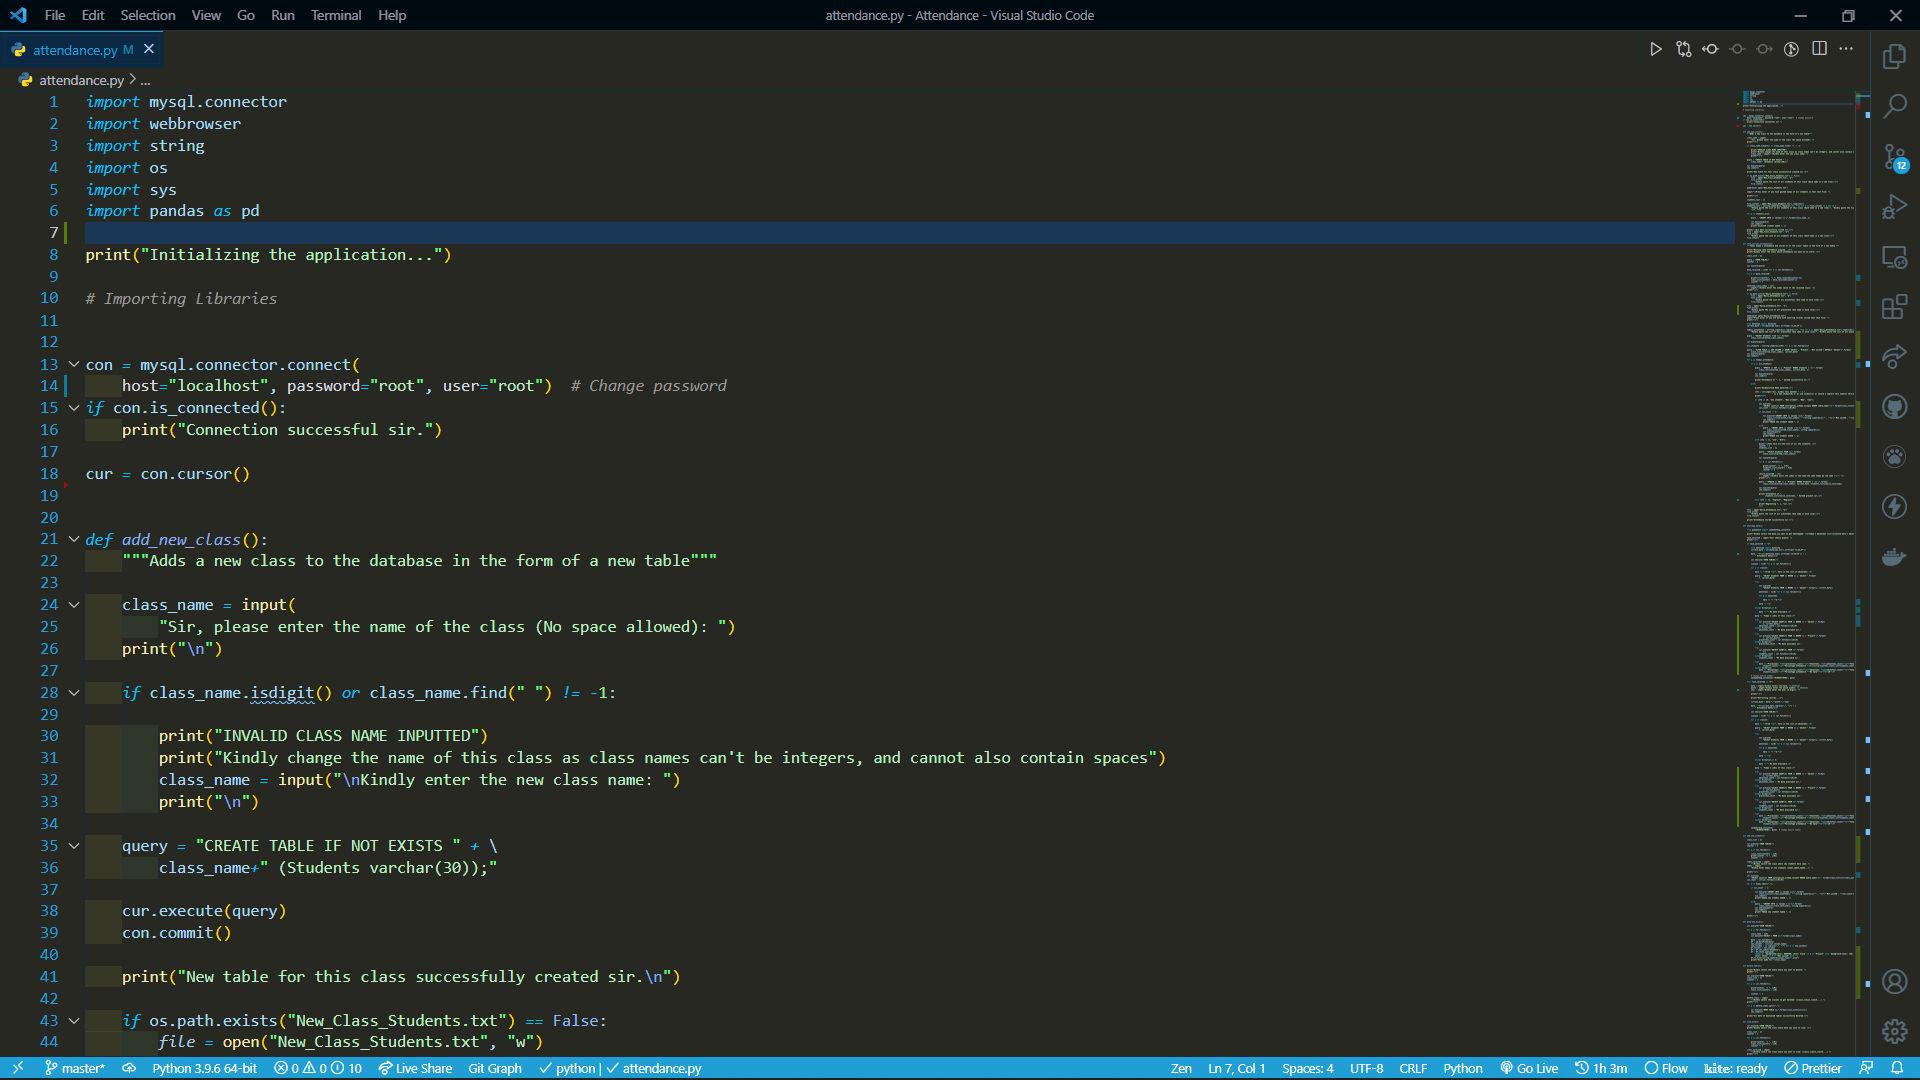 File Edit Selection View Go Run Terminal Help
attendance.py - Attendance - Visual Studio Code
attendance.py M
attendance.py > ...
1 import mysql.connector
2 import webbrowser
3 import string
4 import os
5 import sys
6 import pandas as pd
7
8 print("Initializing the application...")
9
10 # Importing Libraries
11
12
13 con = mysql.connector.connect(
14 host="localhost", password="root", user="root")  # Change password
15 if con.is_connected():
16 print("Connection successful sir.")
17
18 cur = con.cursor()
19
20
21 def add_new_class():
22 """Adds a new class to the database in the form of a new table"""
23
24 class_name = input(
25 "Sir, please enter the name of the class (No space allowed): ")
26 print("\n")
27
28 if class_name.isdigit() or class_name.find(" ") != -1:
29
30 print("INVALID CLASS NAME INPUTTED")
31 print("Kindly change the name of this class as class names can't be integers, and cannot also contain spaces")
32 class_name = input("\nKindly enter the new class name: ")
33 print("\n")
34
35 query = "CREATE TABLE IF NOT EXISTS " + \
36 class_name+" (Students varchar(30));"
37
38 cur.execute(query)
39 con.commit()
40
41 print("New table for this class successfully created sir.\n")
42
43 if os.path.exists("New_Class_Students.txt") == False:
44 file = open("New_Class_Students.txt", "w")
12
master* Python 3.9.6 64-bit 0 0 10 Live Share Git Graph python | attendance.py Zen Ln 7, Col 1 Spaces: 4 UTF-8 CRLF Python Go Live 1h 3m Flow kite: ready Prettier